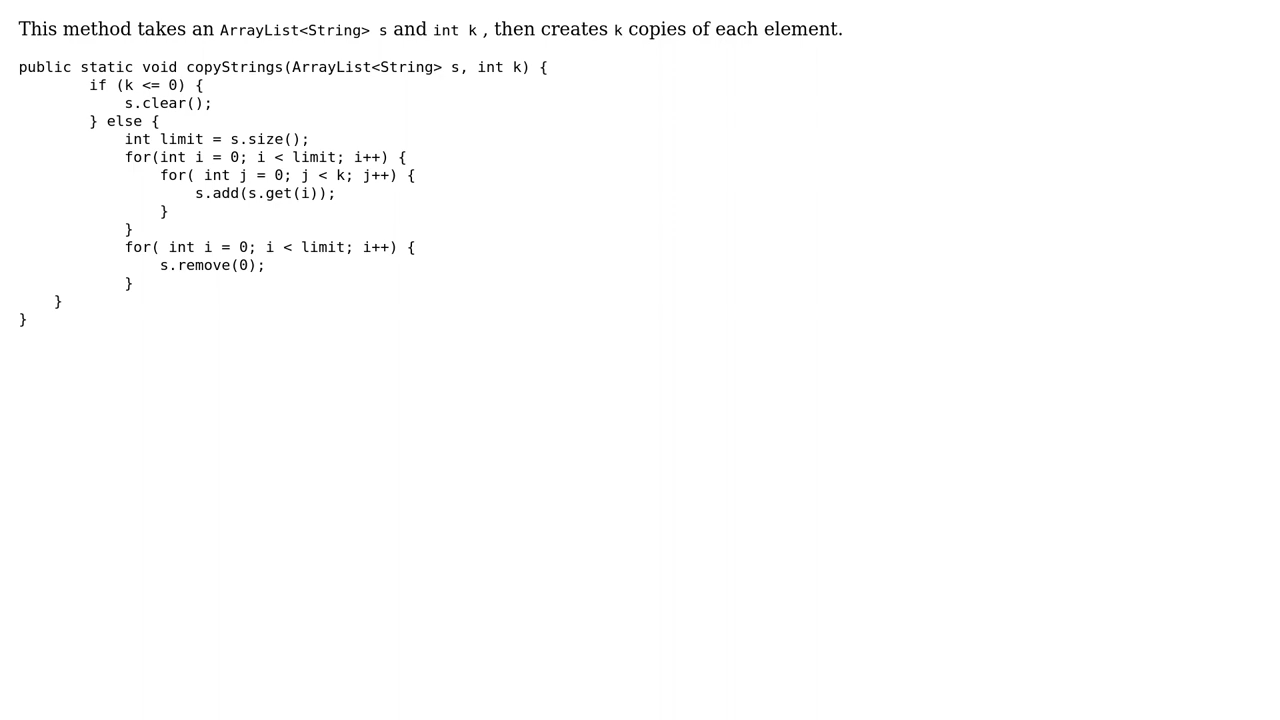 This method takes an ArrayList<String> s and int k , then creates k copies of each element.
public static void copyStrings(ArrayList<String> s, int k) {
        if (k <= 0) {
            s.clear();
        } else {
            int limit = s.size();
            for(int i = 0; i < limit; i++) {
                for( int j = 0; j < k; j++) {
                    s.add(s.get(i));
                }
            }
            for( int i = 0; i < limit; i++) {
                s.remove(0);
            }
    }
}